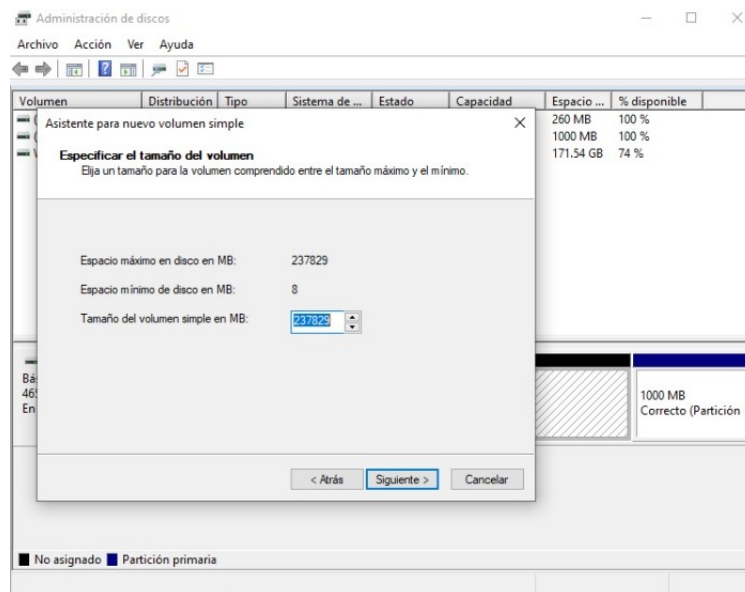 Administración de discos
Archivo Acción Ver Ayuda
Volumen Distribución Tipo Sistema de ... Estado Capacidad Espacio ... % disponible
260 MB 100 %
1000 MB 100 %
171.54 GB 74 %
Asistente para nuevo volumen simple
Especificar el tamaño del volumen
Elija un tamaño para la volumen comprendido entre el tamaño máximo y el mínimo.
Espacio máximo en disco en MB: 237829
Espacio mínimo de disco en MB: 8
Tamaño del volumen simple en MB: 237829
Bá
465
En
1000 MB
Correcto (Partición
< Atrás Siguiente > Cancelar
No asignado Partición primaria